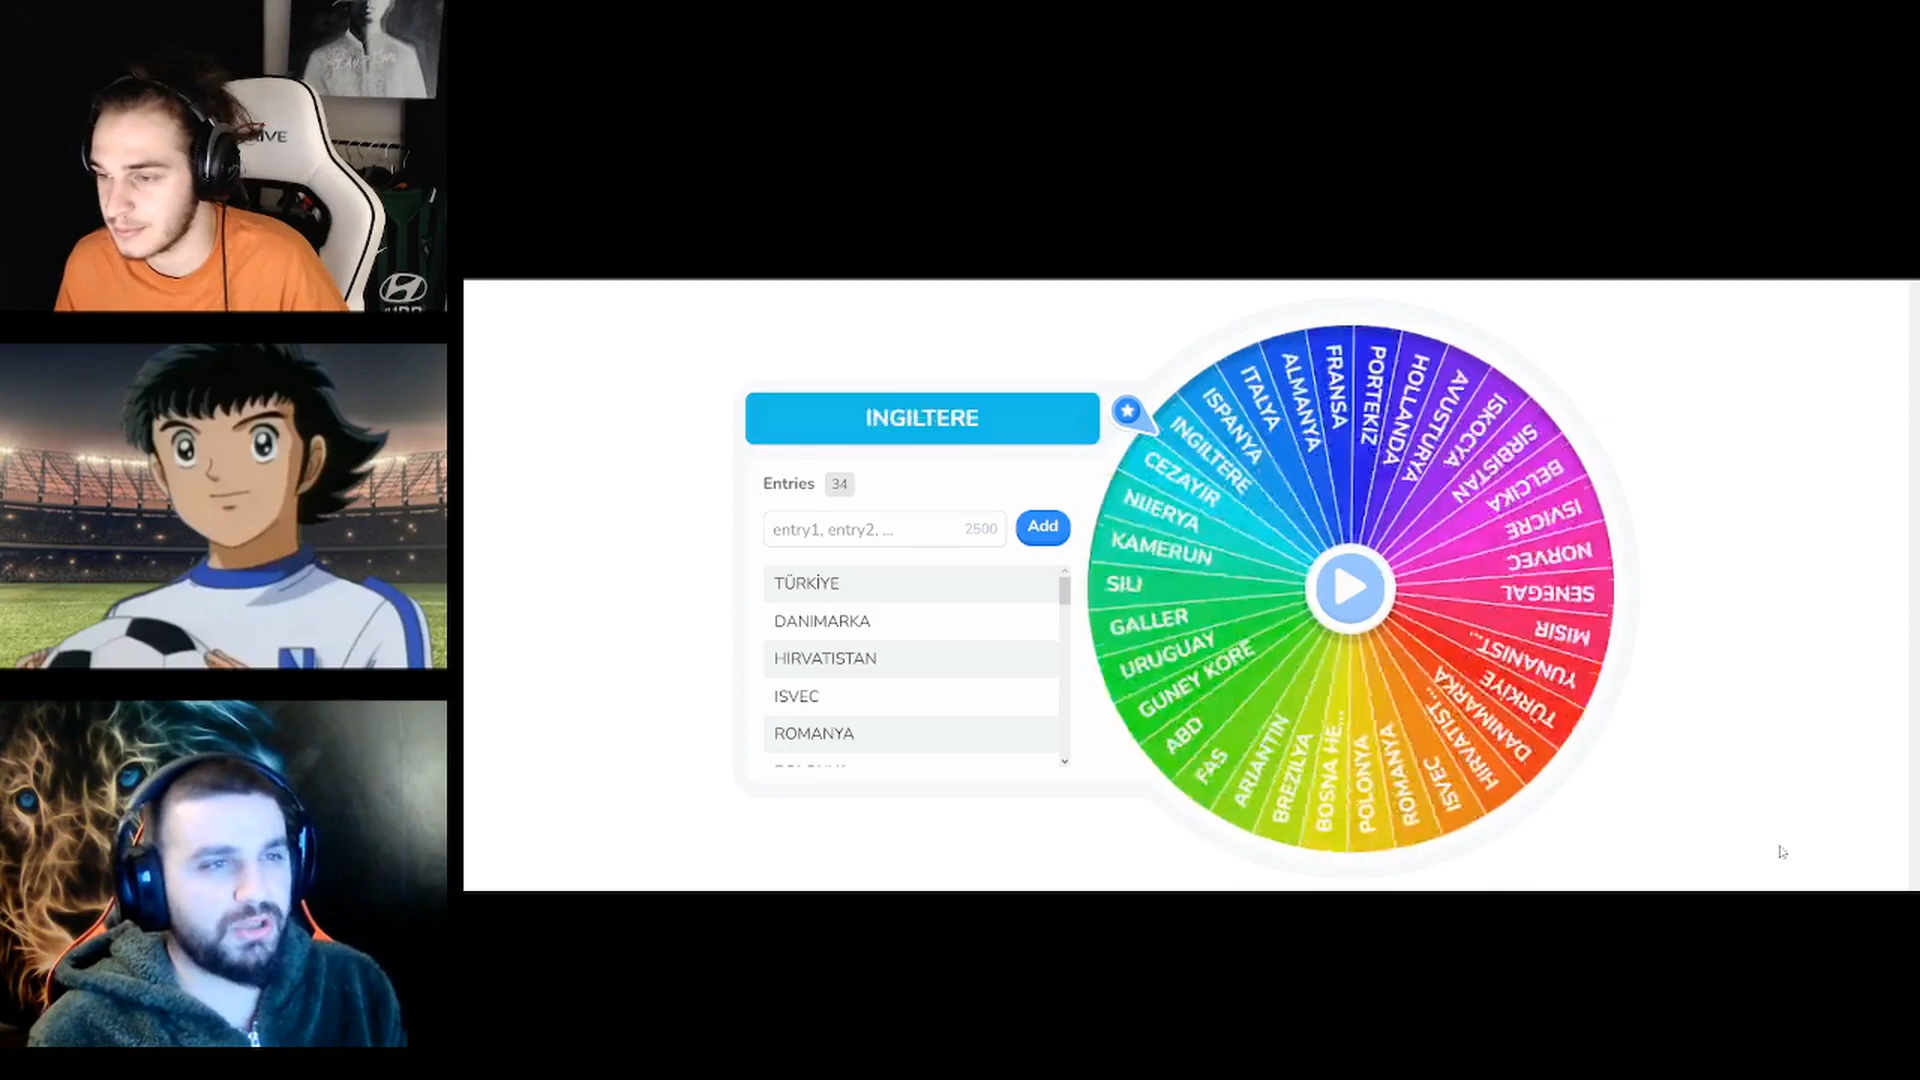 INGILTERE
Entries 34
entry1, entry2, ...
2500
Add
TÜRKİYE
DANIMARKA
HIRVATISTAN
ISVEC
ROMANYA
FRANSA
PORTEKIZ
HOLLANDA
AVUSTURYA
ISKOCYA
SIRBISTAN
BELCIKA
ISVICRE
NORVEC
SENEGAL
MISIR
YUNANIST...
TÜRKİYE
DANIMARKA
HIRVATIST...
ISVEC
ROMANYA
POLONYA
BOSNA HE...
BREZILYA
ARJANTIN
FAS
ABD
GUNEY KORE
URUGUAY
GALLER
SILI
KAMERUN
NIJERYA
CEZAYIR
INGILTERE
ISPANYA
ITALYA
ALMANYA